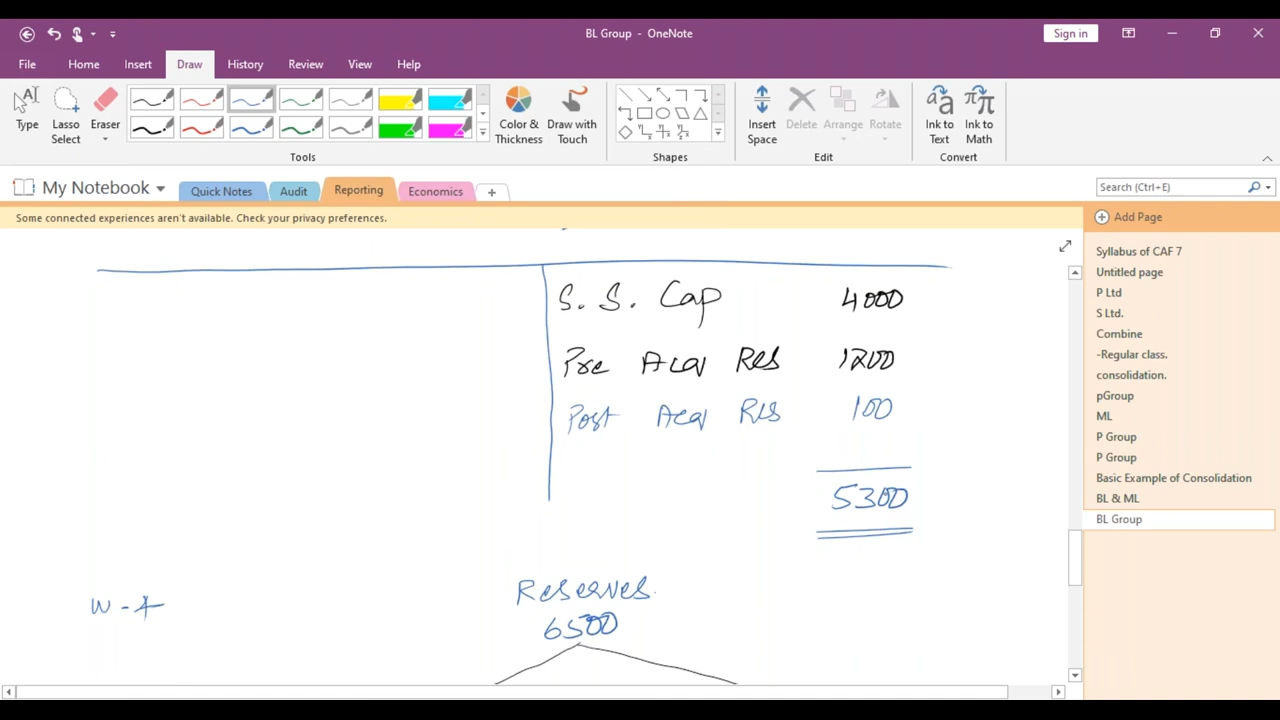 BL Group - OneNote
Sign in
File Home Insert Draw History Review View Help
Type
Lasso Select
Eraser
Color & Thickness
Draw with Touch
Insert Space
Delete
Arrange
Rotate
Ink to Text
Ink to Math
Tools
Shapes
Edit
Convert
My Notebook
Quick Notes
Audit
Reporting
Economics
Search (Ctrl+E)
Some connected experiences aren't available. Check your privacy preferences.
Add Page
S. S. Cap 4000
Pre Acq Res 1200
Post Acq Res 100
5300
W-4
Reserves
6500
Syllabus of CAF 7
Untitled page
P Ltd
S Ltd.
Combine
-Regular class.
consolidation.
pGroup
ML
P Group
P Group
Basic Example of Consolidation
BL & ML
BL Group